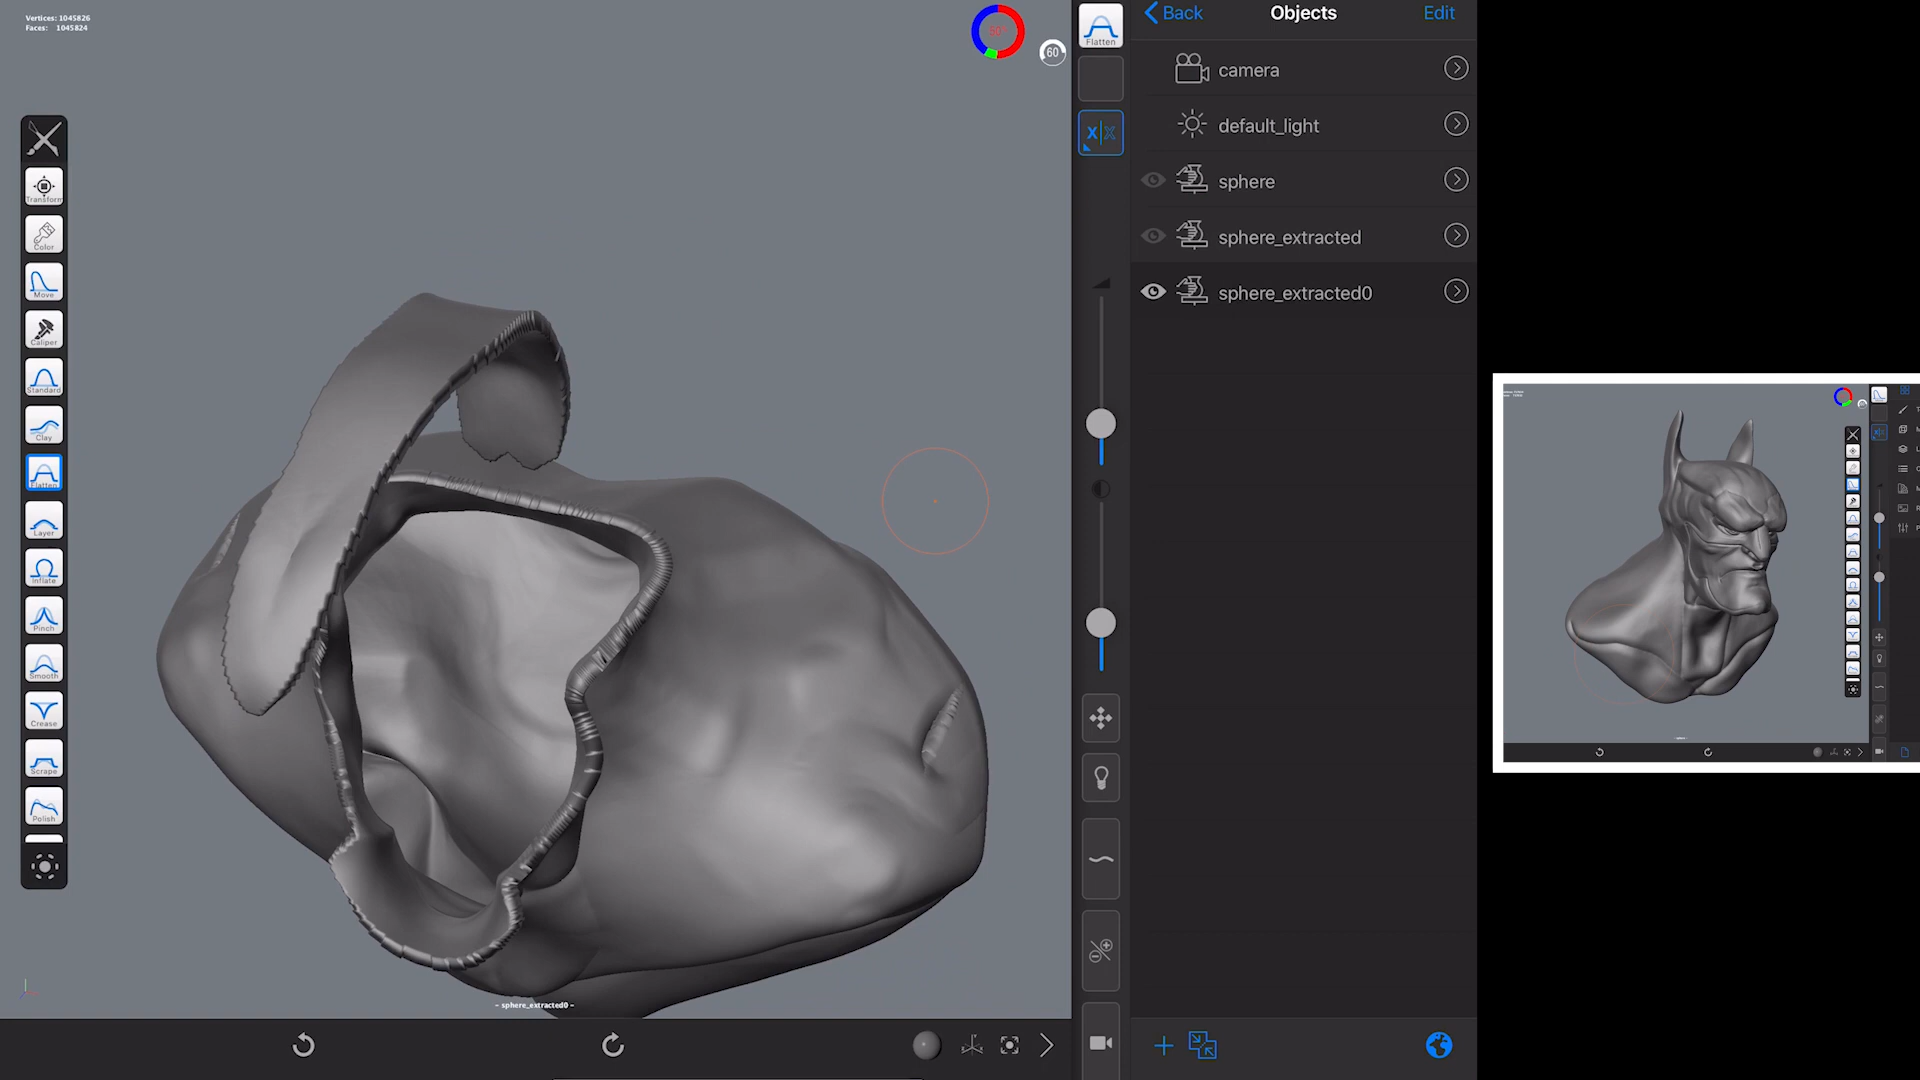 Vertices: 1045826
Faces: 1045824
90°
60
Transform
Color
Move
Caliper
Standard
Clay
Flatten
Layer
Inflate
Pinch
Smooth
Crease
Scrape
Polish
- sphere_extracted0 -
Flatten
X|X
Back
Objects
Edit
camera
default_light
sphere
sphere_extracted
sphere_extracted0